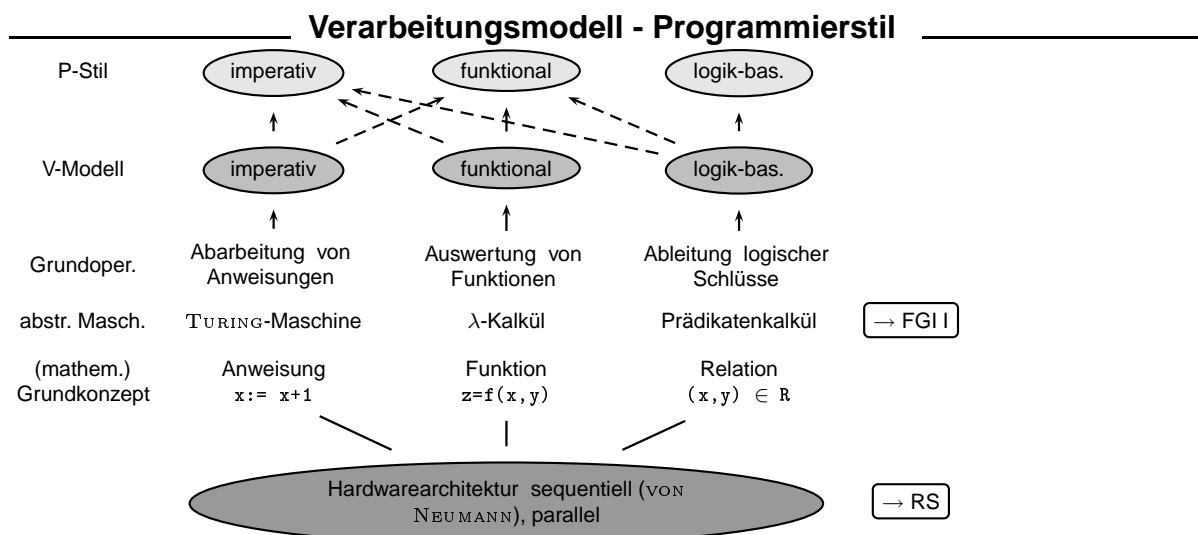 Verarbeitungsmodell - Programmierstil
P-Stil imperativ funktional logik-bas.
V-Modell imperativ funktional logik-bas.
Grundoper. Abarbeitung von Anweisungen Auswertung von Funktionen Ableitung logischer Schlüsse
abstr. Masch. TURING-Maschine λ-Kalkül Prädikatenkalkül → FGI I
(mathem.) Grundkonzept Anweisung Funktion Relation
x:= x+1 z=f(x,y) (x,y) ∈ R
Hardwarearchitektur sequentiell (VON
NEUMANN), parallel → RS